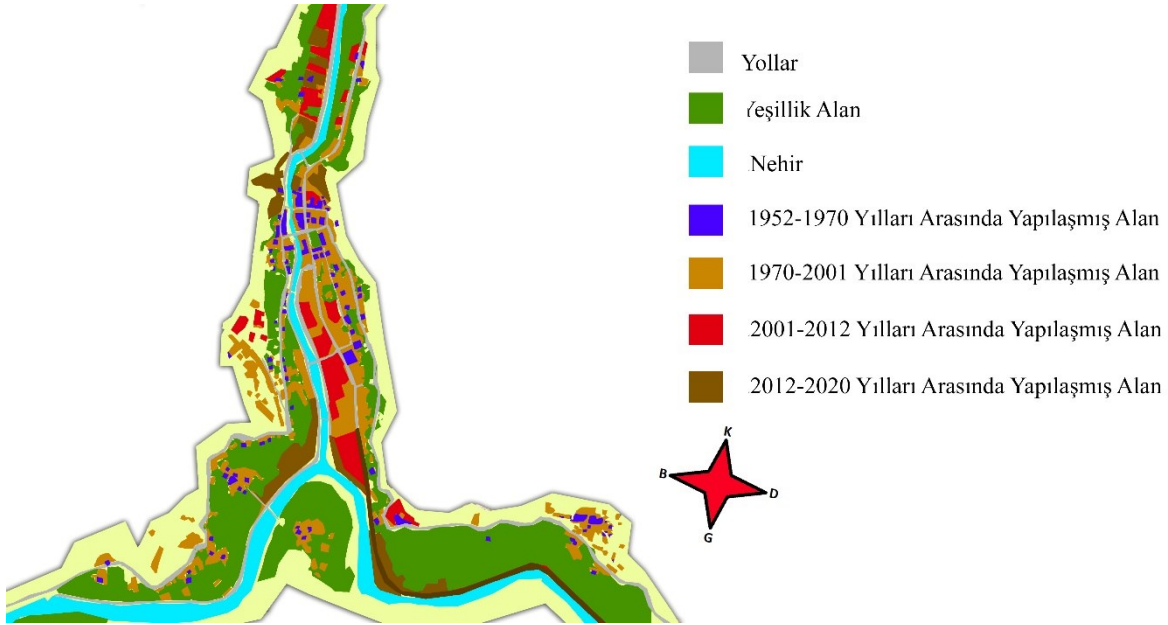 Yollar
Yeşillik Alan
Nehir
1952-1970 Yılları Arasında Yapılaşmış Alan
1970-2001 Yılları Arasında Yapılaşmış Alan
2001-2012 Yılları Arasında Yapılaşmış Alan
2012-2020 Yılları Arasında Yapılaşmış Alan
K
B
D
G